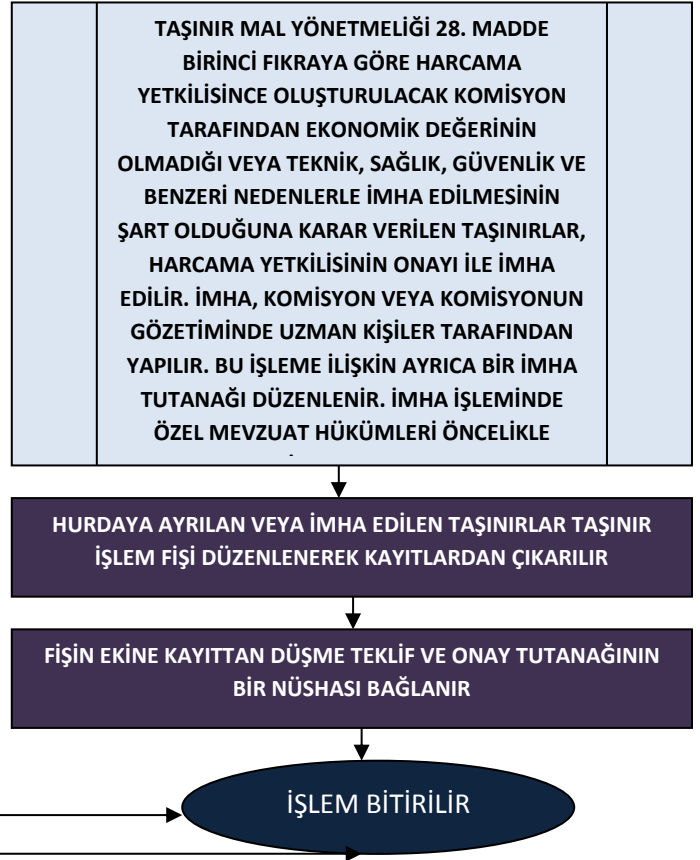 TAŞINIR MAL YÖNETMELİĞİ 28. MADDE
BİRİNCİ FIKRAYA GÖRE HARCAMA
YETKİLİSİNCE OLUŞTURULACAK KOMİSYON
TARAFINDAN EKONOMİK DEĞERİNİN
OLMADIĞI VEYA TEKNİK, SAĞLIK, GÜVENLİK VE
BENZERİ NEDENLERLE İMHA EDİLMESİNİN
ŞART OLDUĞUNA KARAR VERİLEN TAŞINIRLAR,
HARCAMA YETKİLİSİNİN ONAYI İLE İMHA
EDİLİR. İMHA, KOMİSYON VEYA KOMİSYONUN
GÖZETİMİNDE UZMAN KİŞİLER TARAFINDAN
YAPILIR. BU İŞLEME İLİŞKİN AYRICA BİR İMHA
TUTANAĞI DÜZENLENİR. İMHA İŞLEMİNDE
ÖZEL MEVZUAT HÜKÜMLERİ ÖNCELİKLE
HURDAYA AYRILAN VEYA İMHA EDİLEN TAŞINIRLAR TAŞINIR
İŞLEM FİŞİ DÜZENLENEREK KAYITLARDAN ÇIKARILIR
FİŞİN EKİNE KAYITTAN DÜŞME TEKLİF VE ONAY TUTANAĞININ
BİR NÜSHASI BAĞLANIR
İŞLEM BİTİRİLİR